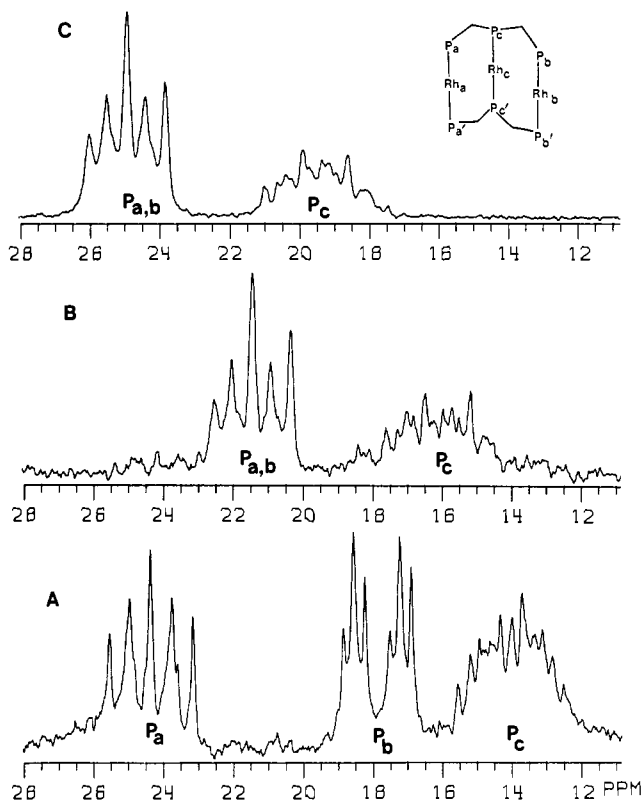 C
Pa Pc Pb
Rha Rhc Rhb
Pa' Pc' Pb'
Pa,b Pc
28 26 24 22 20 18 16 14 12
B
Pa,b Pc
28 26 24 22 20 18 16 14 12
A
Pa Pb Pc
28 26 24 22 20 18 16 14 12 PPM